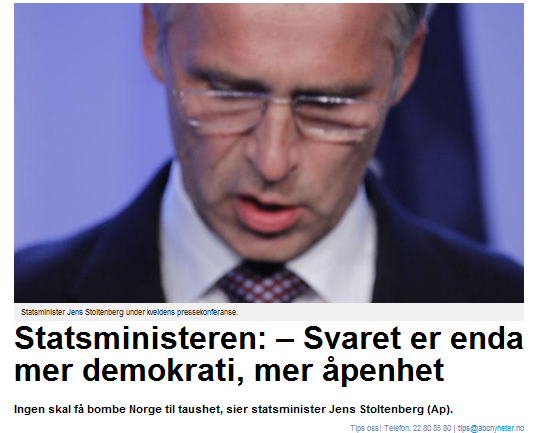 Statsminister Jens Stoltenberg under kveldens pressekonferanse.
Statsministeren: – Svaret er enda
mer demokrati, mer åpenhet
Ingen skal få bombe Norge til taushet, sier statsminister Jens Stoltenberg (Ap).
Tips oss! Telefon: 22 80 85 80 | tips@abcnyheter.no